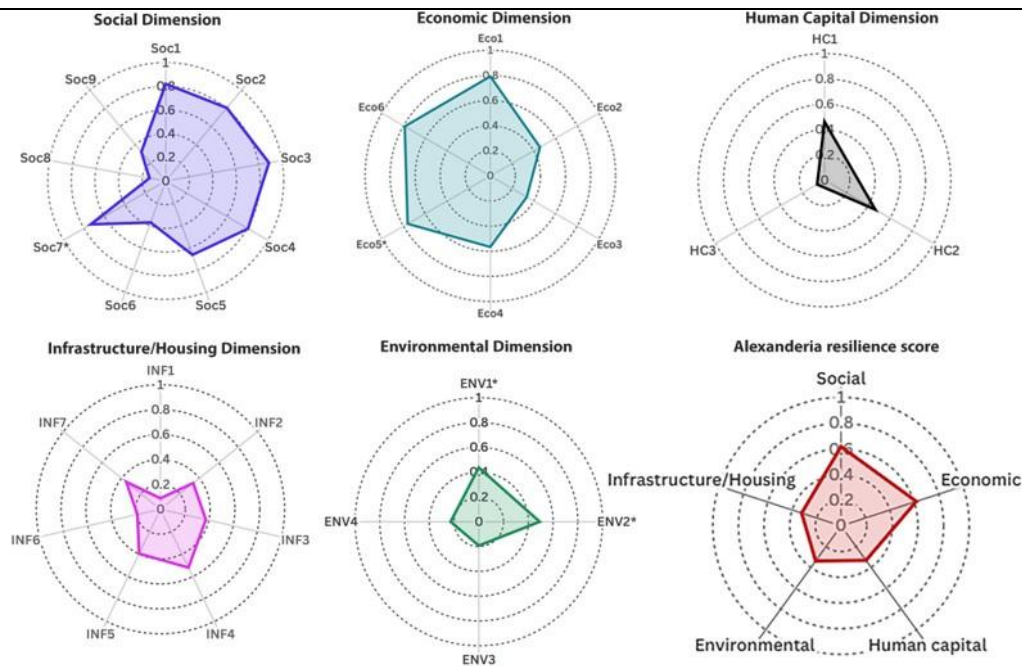 Social Dimension
Soc1
1
0.8
0.6
0.4
0.2
0
Soc2
Soc3
Soc4
Soc5
Soc6
Soc7*
Soc8
Soc9
Economic Dimension
Eco1
1
0.8
0.6
0.4
0.2
0
Eco2
Eco3
Eco4
Eco5*
Eco6
Human Capital Dimension
HC1
1
0.8
0.6
0.4
0.2
0
HC2
HC3
Infrastructure/Housing Dimension
INF1
1
0.8
0.6
0.4
0.2
0
INF2
INF3
INF4
INF5
INF6
INF7
Environmental Dimension
ENV1*
1
0.8
0.6
0.4
0.2
0
ENV2*
ENV3
ENV4
Alexanderia resilience score
Social
1
0.8
0.6
0.4
0.2
0
Economic
Human capital
Environmental
Infrastructure/Housing